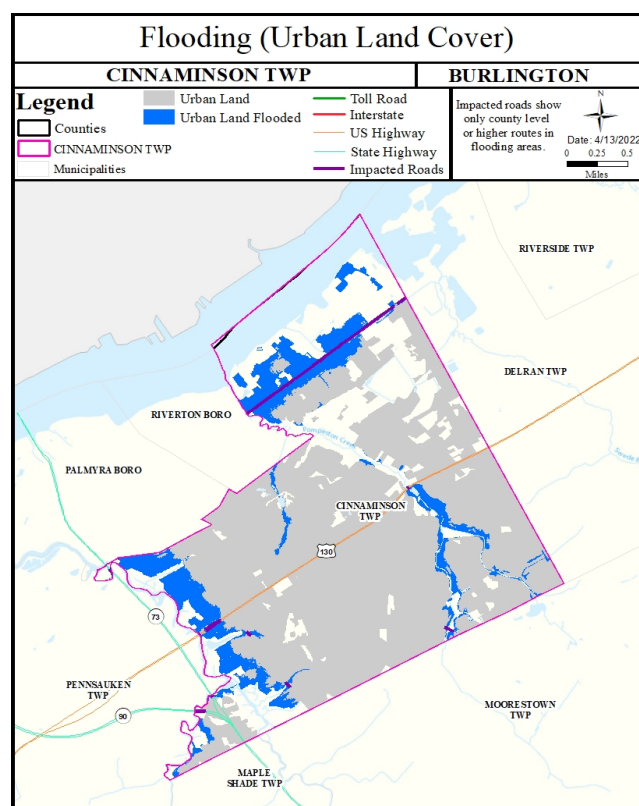 Flooding (Urban Land Cover)
CINNAMINSON TWP
BURLINGTON
Legend
Counties
CINNAMINSON TWP
Municipalities
Urban Land
Urban Land Flooded
Toll Road
Interstate
US Highway
State Highway
Impacted Roads
Impacted roads show
only county level
or higher routes in
flooding areas.
Date: 4/13/2022
0 0.25 0.5
Miles
RIVERSIDE TWP
DELRAN TWP
RIVERTON BORO
Pompeston Creek
PALMYRA BORO
CINNAMINSON
TWP
130
73
PENNSAUKEN
TWP
90
MOORESTOWN
TWP
MAPLE
SHADE TWP